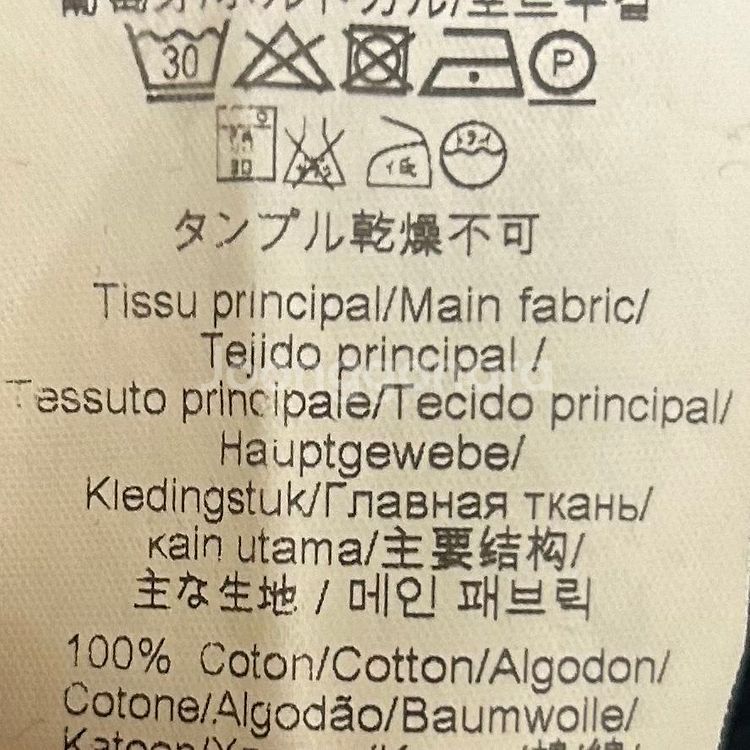 30 P
タンブル乾燥不可
Tissu principal/Main fabric/
Tejido principal /
Tessuto principale/Tecido principal/
Hauptgewebe/
Kledingstuk/Главная ткань/
kain utama/主要结构/
主な生地 / 메인 패브릭
100% Coton/Cotton/Algodon/
Cotone/Algodão/Baumwolle/